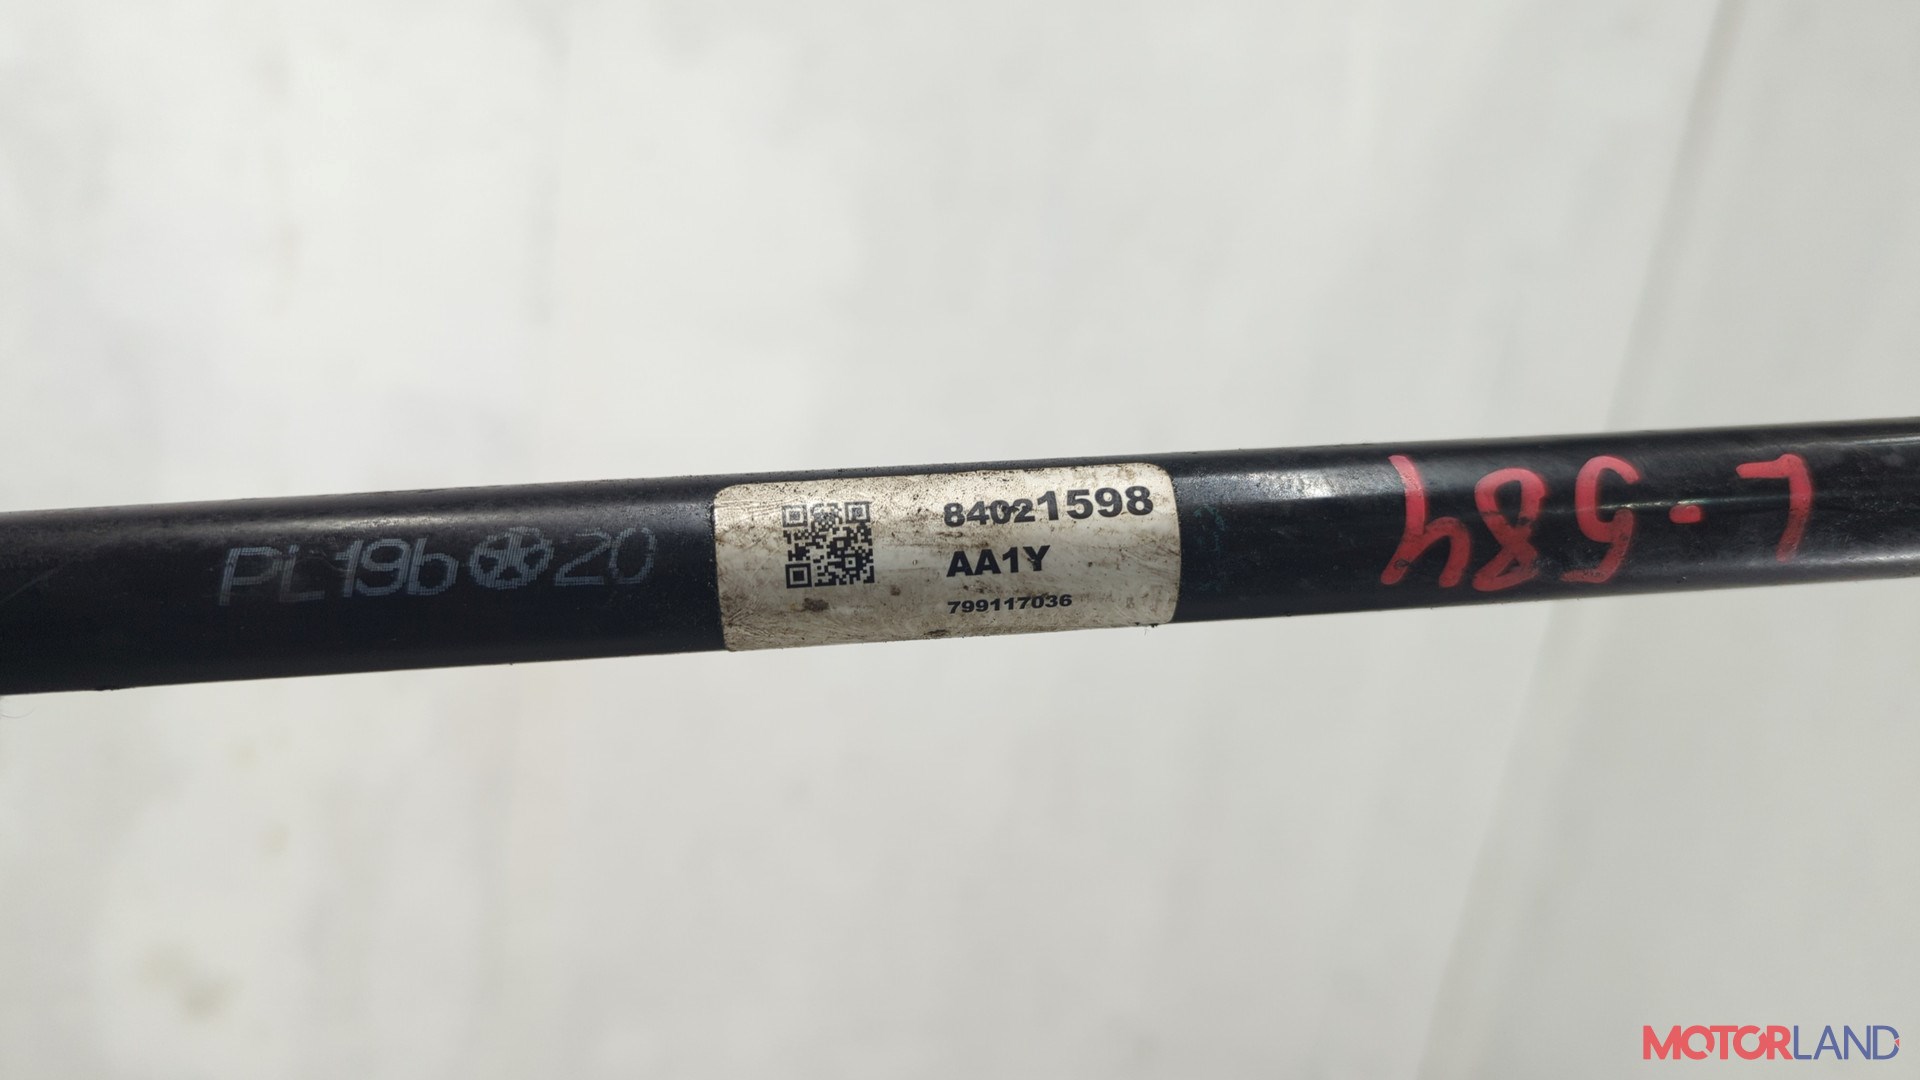 PL19b 20
84021598
AA1Y
799117036
L-584
MOTORLAND